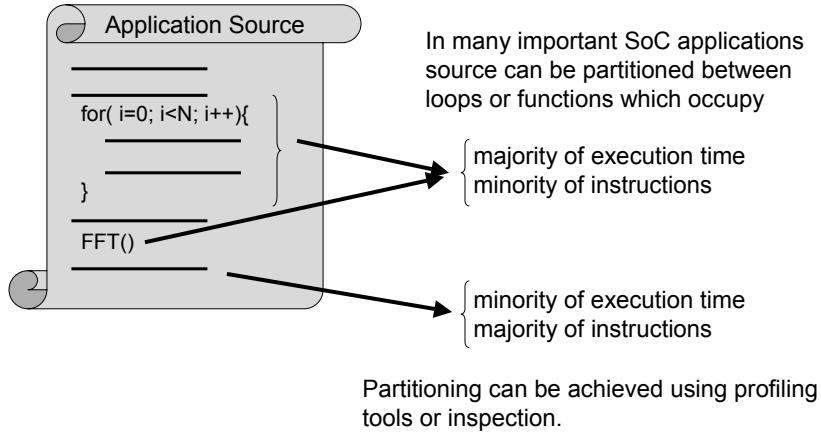 Application Source
for( i=0; i<N; i++){
}
FFT()
In many important SoC applications
source can be partitioned between
loops or functions which occupy
majority of execution time
minority of instructions
minority of execution time
majority of instructions
Partitioning can be achieved using profiling
tools or inspection.